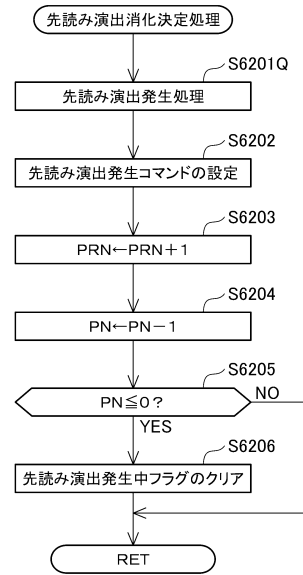 先読み演出消化決定処理
S6201Q
先読み演出発生処理
S6202
先読み演出発生コマンドの設定
S6203
PRN←PRN+1
S6204
PN←PN-1
S6205
PN≦0?
NO
YES
S6206
先読み演出発生中フラグのクリア
RET